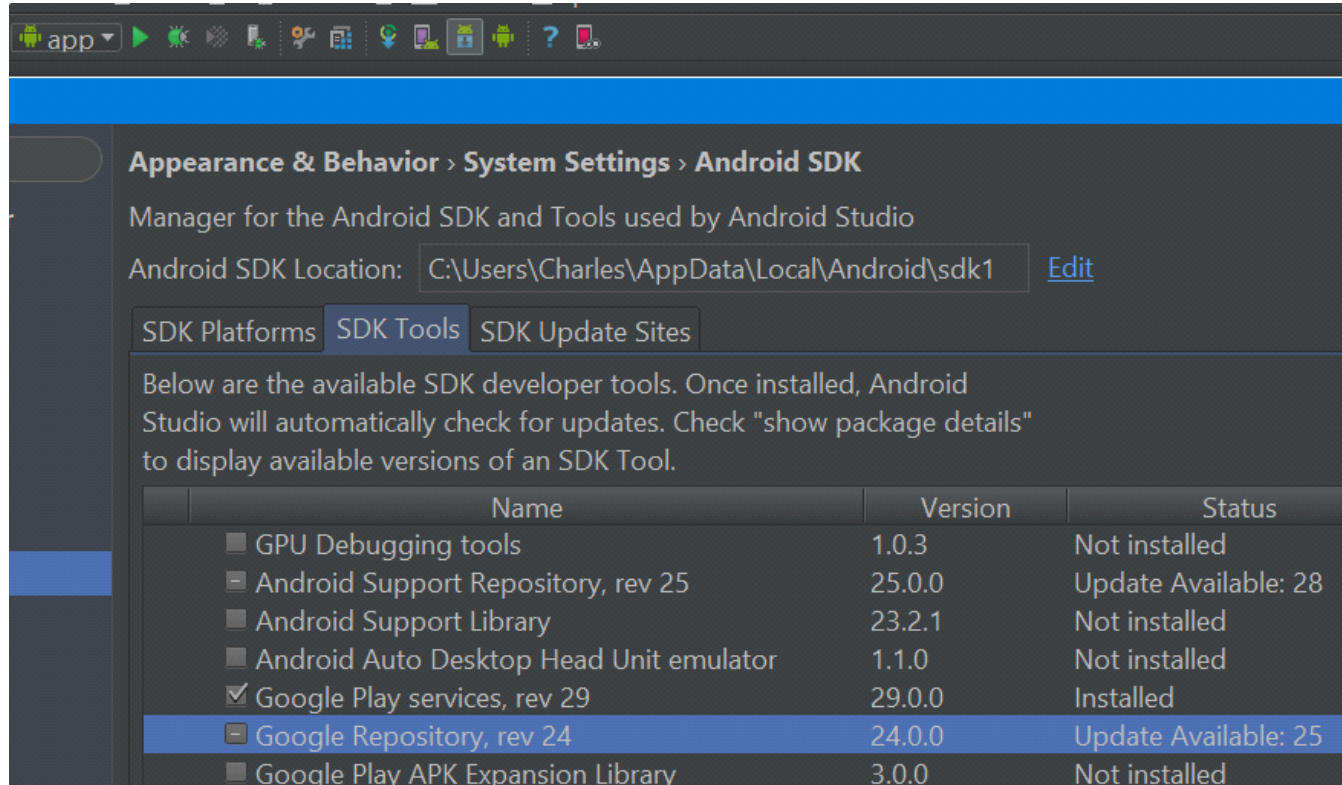 app
?
Appearance & Behavior › System Settings › Android SDK
Manager for the Android SDK and Tools used by Android Studio
Android SDK Location: C:\Users\Charles\AppData\Local\Android\sdk1 Edit
SDK Platforms SDK Tools SDK Update Sites
Below are the available SDK developer tools. Once installed, Android
Studio will automatically check for updates. Check "show package details"
to display available versions of an SDK Tool.
Name Version Status
GPU Debugging tools 1.0.3 Not installed
Android Support Repository, rev 25 25.0.0 Update Available: 28
Android Support Library 23.2.1 Not installed
Android Auto Desktop Head Unit emulator 1.1.0 Not installed
Google Play services, rev 29 29.0.0 Installed
Google Repository, rev 24 24.0.0 Update Available: 25
Google Play APK Expansion Library 3.0.0 Not installed